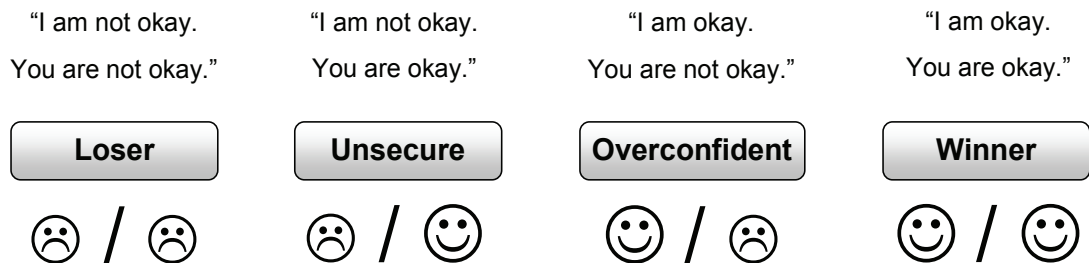 “I am not okay.
You are not okay.”
Loser
“I am not okay.
You are okay.”
Unsecure
“I am okay.
You are not okay.”
Overconfident
“I am okay.
You are okay.”
Winner
/
/
/
/